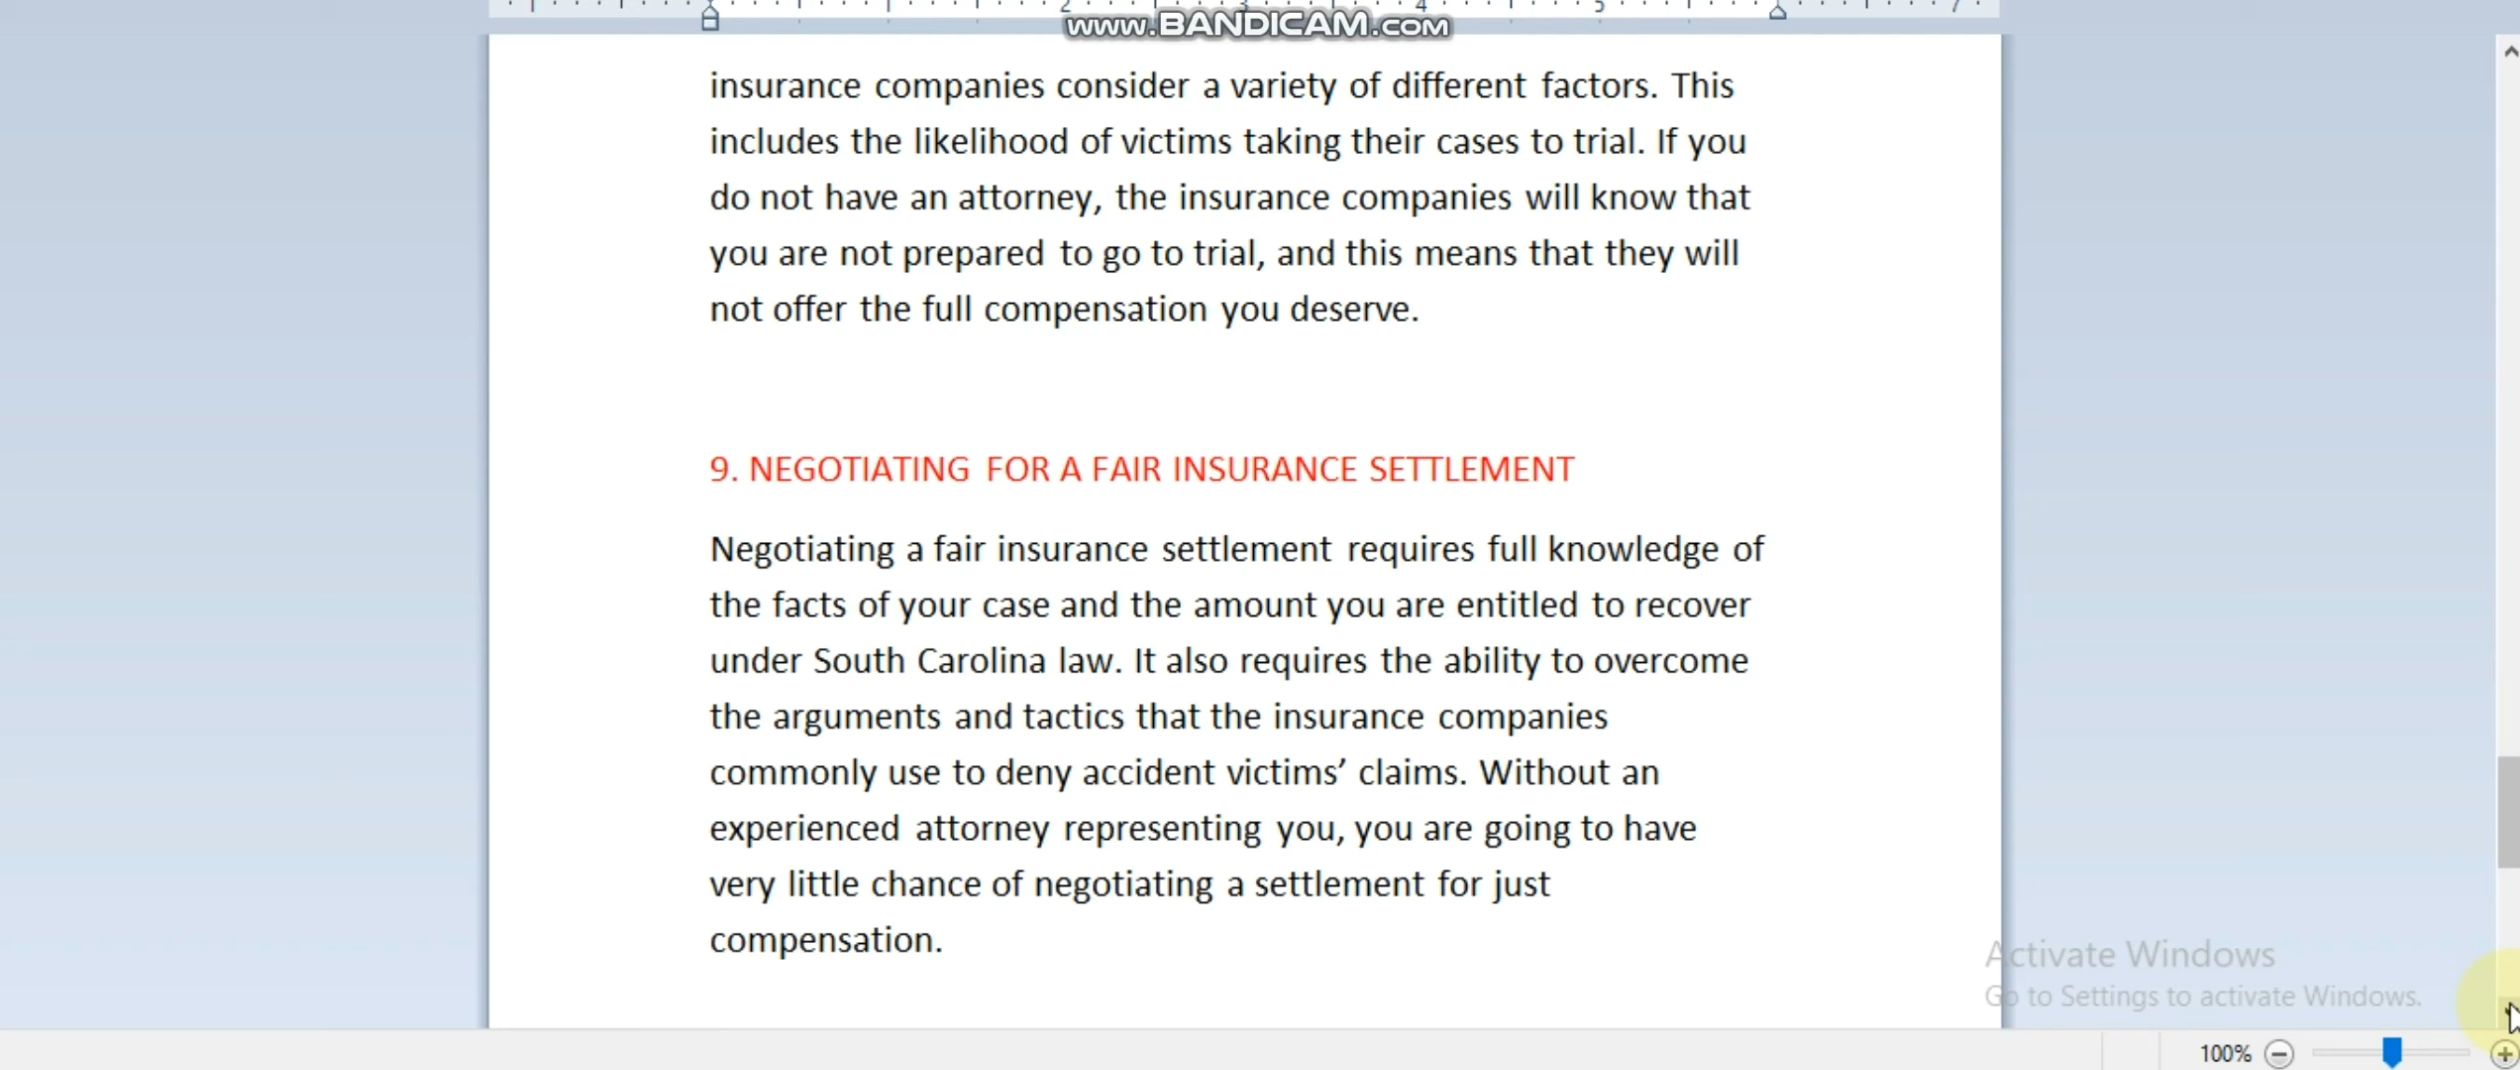 2 3 4 5 7
www.BANDICAM.com
insurance companies consider a variety of different factors. This
includes the likelihood of victims taking their cases to trial. If you
do not have an attorney, the insurance companies will know that
you are not prepared to go to trial, and this means that they will
not offer the full compensation you deserve.
9. NEGOTIATING FOR A FAIR INSURANCE SETTLEMENT
Negotiating a fair insurance settlement requires full knowledge of
the facts of your case and the amount you are entitled to recover
under South Carolina law. It also requires the ability to overcome
the arguments and tactics that the insurance companies
commonly use to deny accident victims’ claims. Without an
experienced attorney representing you, you are going to have
very little chance of negotiating a settlement for just
compensation.
Activate Windows
Go to Settings to activate Windows.
100%